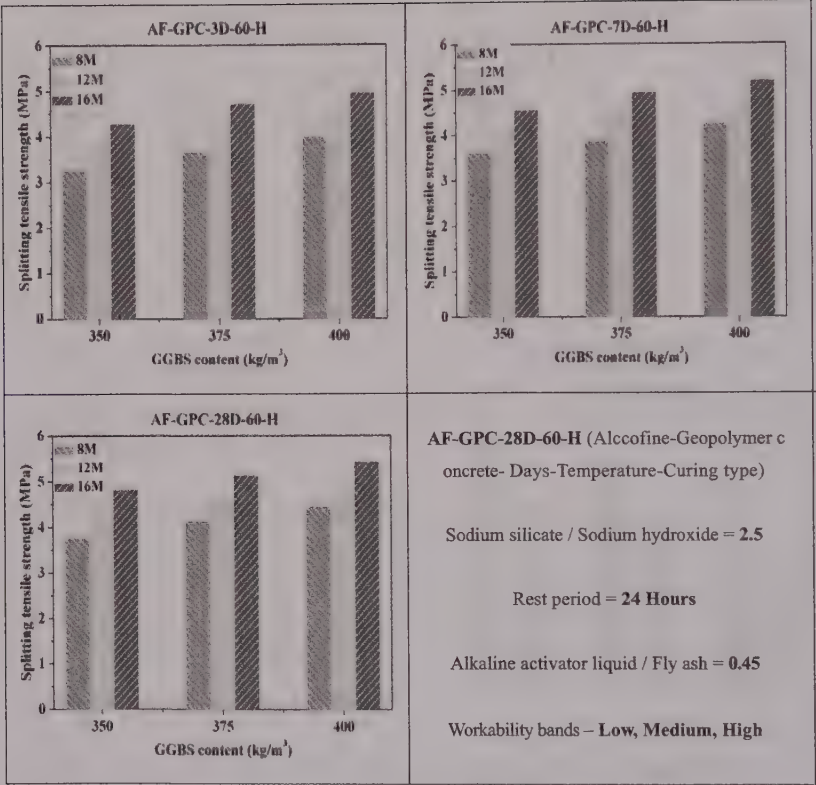 AF-GPC-3D-60-H
6
5
4
3
2
1
0
Splitting tensile strength (MPa)
8M
12M
16M
350
375
400
GGBS content (kg/m³)
AF-GPC-7D-60-H
6
5
4
3
2
1
0
Splitting tensile strength (MPa)
8M
12M
16M
350
375
400
GGBS content (kg/m³)
AF-GPC-28D-60-H
6
5
4
3
2
1
0
Splitting tensile strength (MPa)
8M
12M
16M
350
375
400
GGBS content (kg/m³)
AF-GPC-28D-60-H (Alccofine-Geopolymer c
oncrete- Days-Temperature-Curing type)
Sodium silicate / Sodium hydroxide = 2.5
Rest period = 24 Hours
Alkaline activator liquid / Fly ash = 0.45
Workability bands – Low, Medium, High